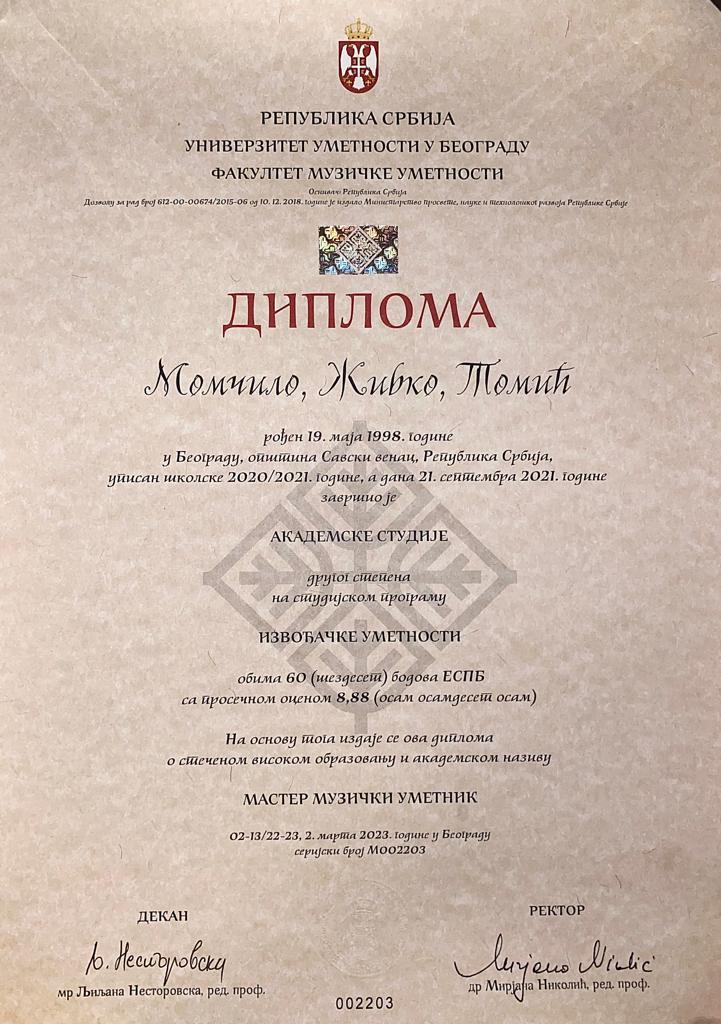 РЕПУБЛИКА СРБИЈА
УНИВЕРЗИТЕТ УМЕТНОСТИ У БЕОГРАДУ
ФАКУЛТЕТ МУЗИЧКЕ УМЕТНОСТИ
Оснивач: Република Србија
Дозволу за рад број 612-00-00674/2015-06 од 10. 12. 2018. године је издало Министарство просвете, науке и технолошког развоја Републике Србије
ДИПЛОМА
Момчило, Живко, Томић
рођен 19. маја 1998. године
у Београду, општина Савски венац, Република Србија,
уписан школске 2020/2021. године, а дана 21. септембра 2021. године
завршио је
АКАДЕМСКЕ СТУДИЈЕ
другог степена
на студијском програму
ИЗВОЂАЧКЕ УМЕТНОСТИ
обима 60 (шездесет) бодова ЕСПБ
са просечном оценом 8,88 (осам осамдесет осам)
На основу тога издаје се ова диплома
о стеченом високом образовању и академском називу
МАСТЕР МУЗИЧКИ УМЕТНИК
02-13/22-23, 2. марта 2023. године у Београду
серијски број М002203
ДЕКАН
Љ. Несторовска
мр Љиљана Несторовска, ред. проф.
РЕКТОР
Мирјана Nikolić
др Мирјана Николић, ред. проф.
002203